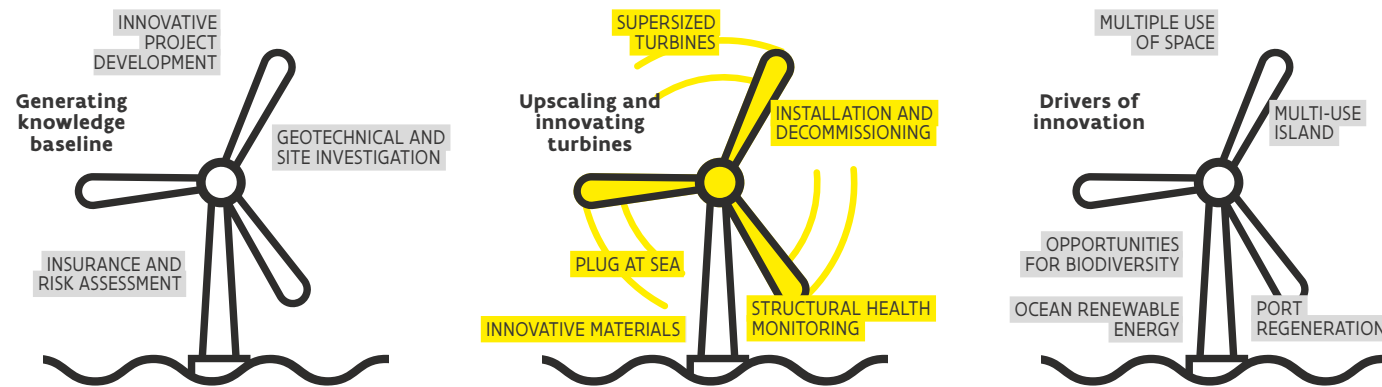 INNOVATIVE
PROJECT
DEVELOPMENT
Generating
knowledge
baseline
GEOTECHNICAL AND
SITE INVESTIGATION
INSURANCE AND
RISK ASSESSMENT
SUPERSIZED
TURBINES
Upscaling and
innovating
turbines
INSTALLATION AND
DECOMMISSIONING
PLUG AT SEA
INNOVATIVE MATERIALS
STRUCTURAL HEALTH
MONITORING
MULTIPLE USE
OF SPACE
Drivers of
innovation
MULTI-USE
ISLAND
OPPORTUNITIES
FOR BIODIVERSITY
OCEAN RENEWABLE
ENERGY
PORT
REGENERATION